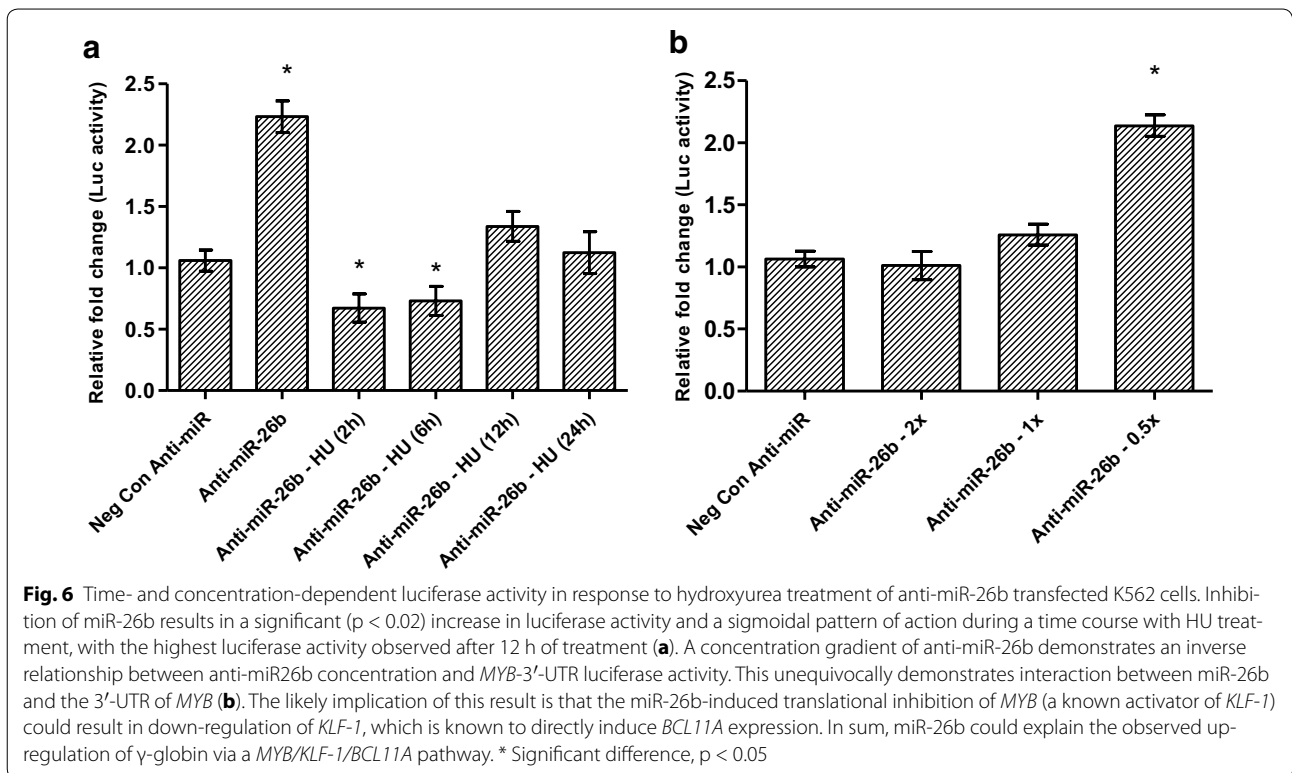 a
*
Relative fold change (Luc activity)
2.5
2.0
1.5
1.0
0.5
0.0
*
*
Neg Con Anti-miR
Anti-miR-26b
Anti-miR-26b - HU (2h)
Anti-miR-26b - HU (6h)
Anti-miR-26b - HU (12h)
Anti-miR-26b - HU (24h)
b
*
Relative fold change (Luc activity)
2.5
2.0
1.5
1.0
0.5
0.0
Neg Con Anti-miR
Anti-miR-26b - 2x
Anti-miR-26b - 1x
Anti-miR-26b - 0.5x
Fig. 6 Time- and concentration-dependent luciferase activity in response to hydroxyurea treatment of anti-miR-26b transfected K562 cells. Inhibi-
tion of miR-26b results in a significant (p < 0.02) increase in luciferase activity and a sigmoidal pattern of action during a time course with HU treat-
ment, with the highest luciferase activity observed after 12 h of treatment (a). A concentration gradient of anti-miR-26b demonstrates an inverse
relationship between anti-miR26b concentration and MYB-3′-UTR luciferase activity. This unequivocally demonstrates interaction between miR-26b
and the 3′-UTR of MYB (b). The likely implication of this result is that the miR-26b-induced translational inhibition of MYB (a known activator of KLF-1)
could result in down-regulation of KLF-1, which is known to directly induce BCL11A expression. In sum, miR-26b could explain the observed up-
regulation of γ-globin via a MYB/KLF-1/BCL11A pathway. * Significant difference, p < 0.05